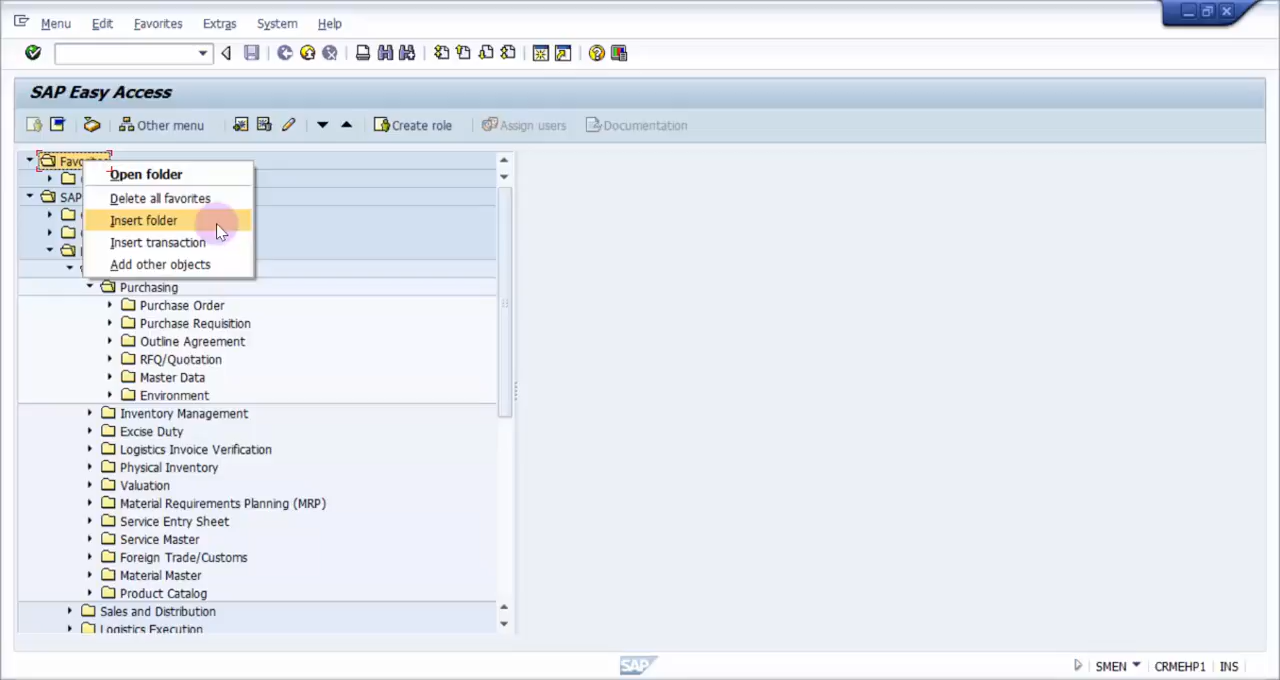 Menu Edit Favorites Extras System Help
SAP Easy Access
Other menu Create role Assign users Documentation
Open folder
Delete all favorites
SAP
Insert folder
Insert transaction
Add other objects
Purchasing
Purchase Order
Purchase Requisition
Outline Agreement
RFQ/Quotation
Master Data
Environment
Inventory Management
Excise Duty
Logistics Invoice Verification
Physical Inventory
Valuation
Material Requirements Planning (MRP)
Service Entry Sheet
Service Master
Foreign Trade/Customs
Material Master
Product Catalog
Sales and Distribution
Logistics Execution
SAP
SMEN CRMEHP1 INS